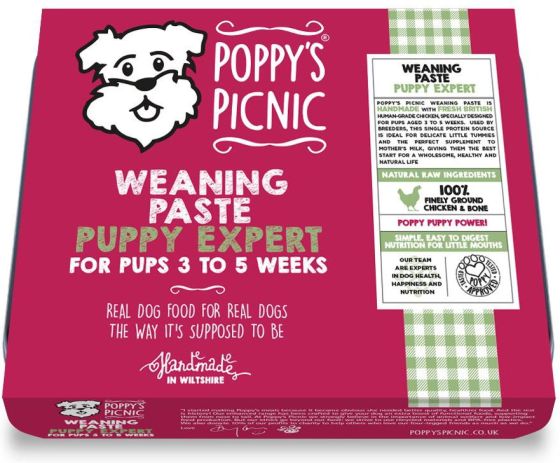 POPPY'S®
PICNIC
WEANING
PASTE
PUPPY EXPERT
FOR PUPS 3 TO 5 WEEKS
REAL DOG FOOD FOR REAL DOGS
THE WAY IT'S SUPPOSED TO BE
Handmade
IN WILTSHIRE
WEANING
PASTE
PUPPY EXPERT
POPPY'S PICNIC WEANING PASTE IS
HANDMADE WITH FRESH BRITISH
HUMAN-GRADE CHICKEN, SPECIALLY DESIGNED
FOR PUPS AGED 3 TO 5 WEEKS. USED BY
BREEDERS, THIS SINGLE PROTEIN SOURCE
IS IDEAL FOR DELICATE LITTLE TUMMIES
AND THE PERFECT SUPPLEMENT TO
MOTHER'S MILK, GIVING THEM THE BEST
START FOR A WHOLESOME, HEALTHY AND
NATURAL LIFE
NATURAL RAW INGREDIENTS
100%
FINELY GROUND
CHICKEN & BONE
POPPY PUPPY POWER!
SIMPLE, EASY TO DIGEST
NUTRITION FOR LITTLE MOUTHS
OUR TEAM
ARE EXPERTS
IN DOG HEALTH,
HAPPINESS AND
NUTRITION
POPPY
APPROVED
POPPY'S
PICNIC
WEANING
PASTE
PUPPY EXPERT
FOR PUPS 3 TO 5 WEEKS
Love
POPPYSPICNIC.CO.UK